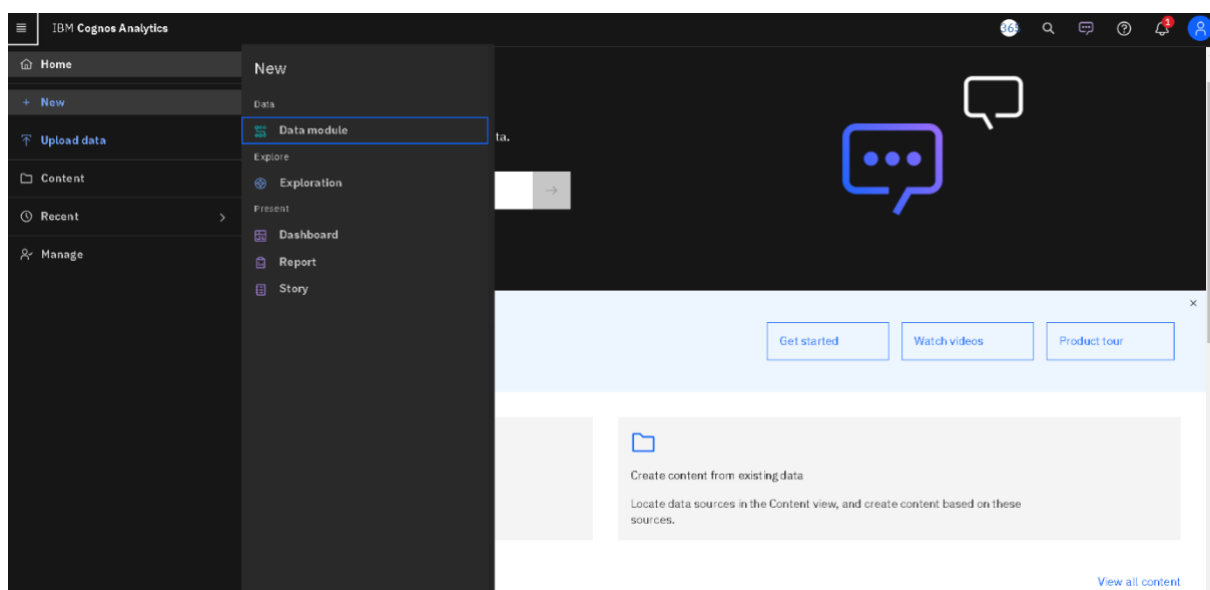 IBM Cognos Analytics
365
1
Home
New
Upload data
Content
Recent
Manage
New
Data
Data module
Explore
Exploration
Present
Dashboard
Report
Story
ta.
Get started
Watch videos
Product tour
Create content from existing data
Locate data sources in the Content view, and create content based on these
sources.
View all content